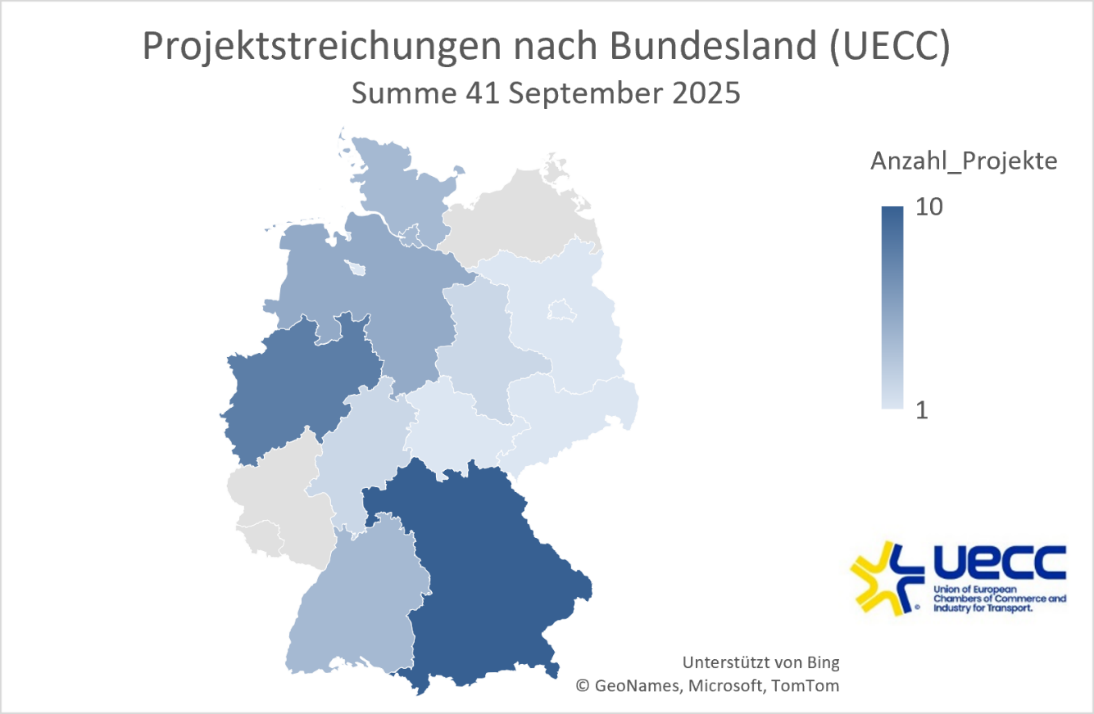 Projektstreichungen nach Bundesland (UECC)
Summe 41 September 2025
Anzahl_Projekte
10
1
UECC
Union of European
Chambers of Commerce and
Industry for Transport.
©
Unterstützt von Bing
© GeoNames, Microsoft, TomTom